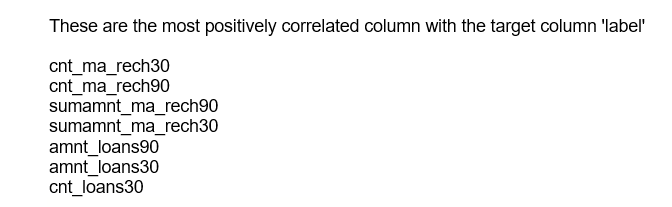 These are the most positively correlated column with the target column 'label'
cnt_ma_rech30
cnt_ma_rech90
sumamnt_ma_rech90
sumamnt_ma_rech30
amnt_loans90
amnt_loans30
cnt_loans30